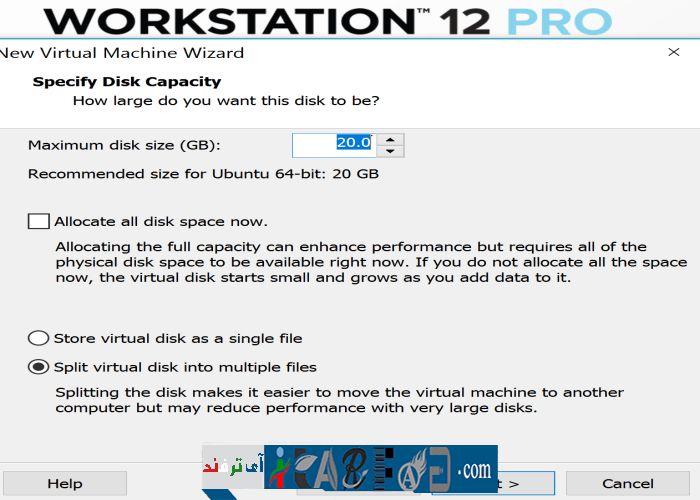 WORKSTATION™ 12 PRO
New Virtual Machine Wizard
Specify Disk Capacity
How large do you want this disk to be?
Maximum disk size (GB): 20.0
Recommended size for Ubuntu 64-bit: 20 GB
Allocate all disk space now.
Allocating the full capacity can enhance performance but requires all of the
physical disk space to be available right now. If you do not allocate all the space
now, the virtual disk starts small and grows as you add data to it.
Store virtual disk as a single file
Split virtual disk into multiple files
Splitting the disk makes it easier to move the virtual machine to another
computer but may reduce performance with very large disks.
آی ترفند
.com
Help
t >
Cancel